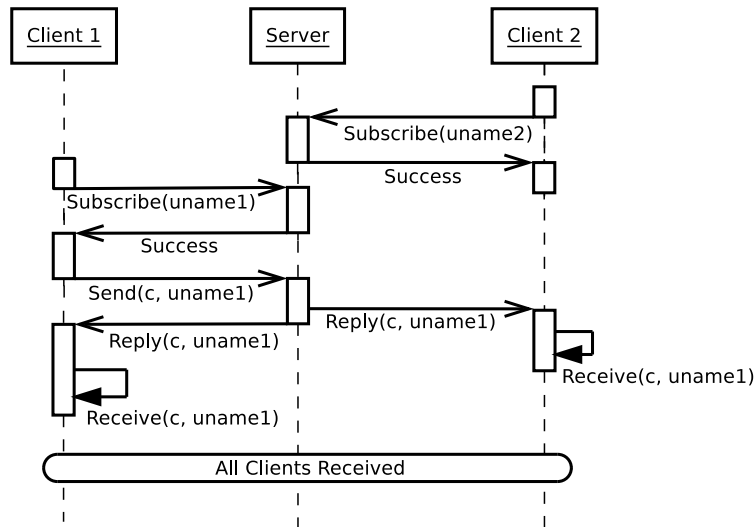 Client 1
Server
Client 2
Subscribe(uname2)
Success
Subscribe(uname1)
Success
Send(c, uname1)
Reply(c, uname1)
Reply(c, uname1)
Receive(c, uname1)
Receive(c, uname1)
All Clients Received